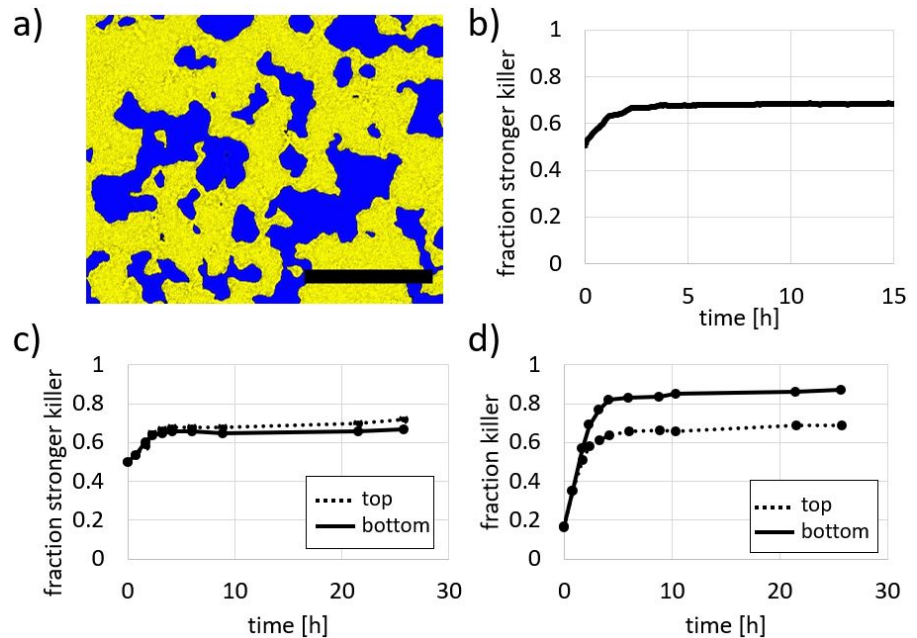 a)
b)
fraction stronger killer
1
0.8
0.6
0.4
0.2
0
0
5
10
15
time [h]
c)
fraction stronger killer
1
0.8
0.6
0.4
0.2
0
top
bottom
0
10
20
30
time [h]
d)
fraction killer
1
0.8
0.6
0.4
0.2
0
top
bottom
0
10
20
30
time [h]